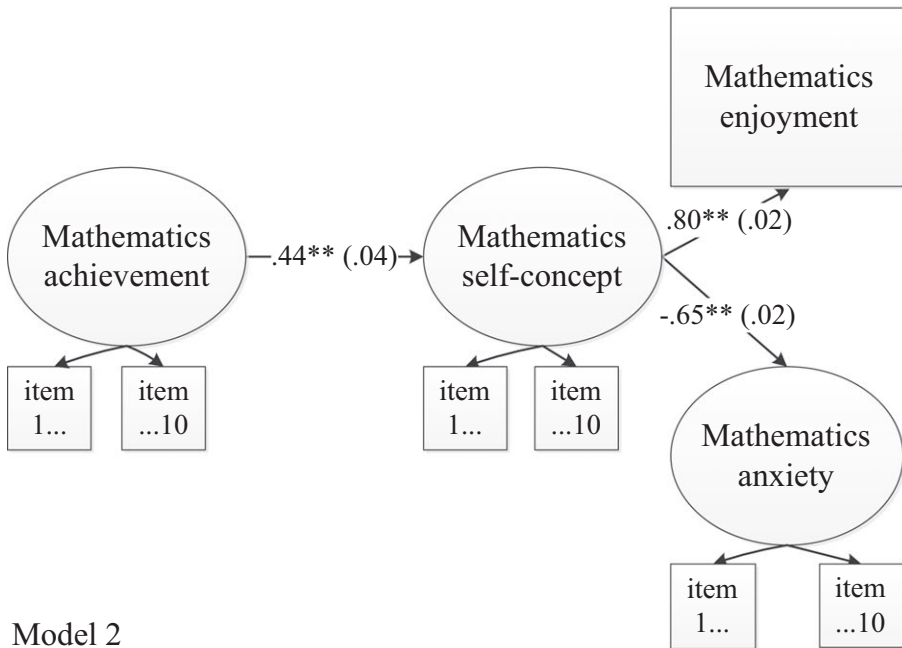 Mathematics
enjoyment
Mathematics
achievement
.44** (.04)
Mathematics
self-concept
.80** (.02)
-.65** (.02)
item
1...
item
...10
item
1...
item
...10
Mathematics
anxiety
item
1...
item
...10
Model 2